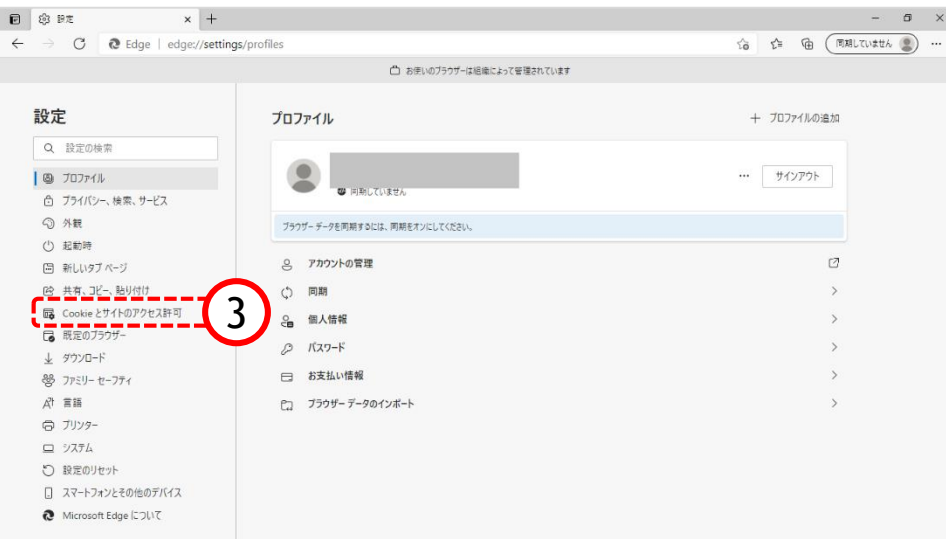 設定
Edge | edge://settings/profiles
同期していません
お使いのブラウザーは組織によって管理されています
設定
設定の検索
プロファイル
プライバシー、検索、サービス
外観
起動時
新しいタブ ページ
共有、コピー、貼り付け
Cookie とサイトのアクセス許可
3
既定のブラウザー
ダウンロード
ファミリー セーフティ
言語
プリンター
システム
設定のリセット
スマートフォンとその他のデバイス
Microsoft Edge について
プロファイル
プロファイルの追加
同期していません
サインアウト
ブラウザー データを同期するには、同期をオンにしてください。
アカウントの管理
同期
個人情報
パスワード
お支払い情報
ブラウザー データのインポート